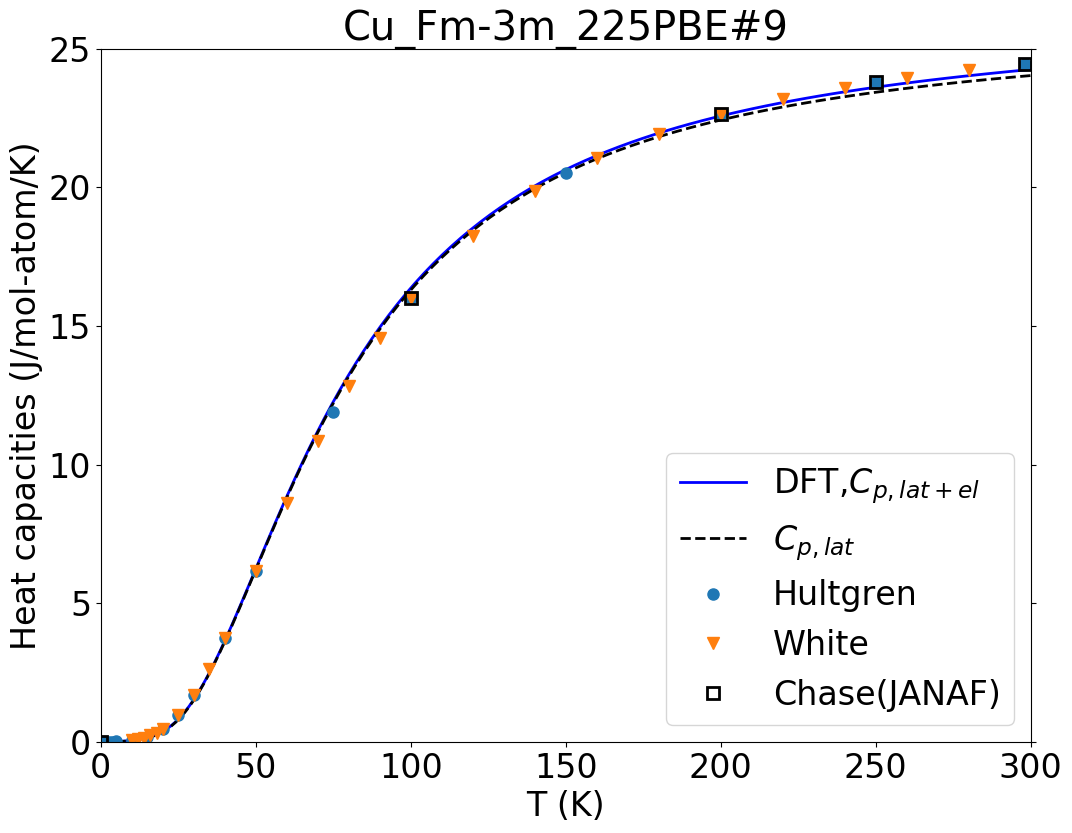 Cu_Fm-3m_225PBE#9
Heat capacities (J/mol-atom/K)
25
20
15
10
5
0
0 50 100 150 200 250 300
T (K)
DFT,C_{p, lat+el}
C_{p, lat}
Hultgren
White
Chase(JANAF)